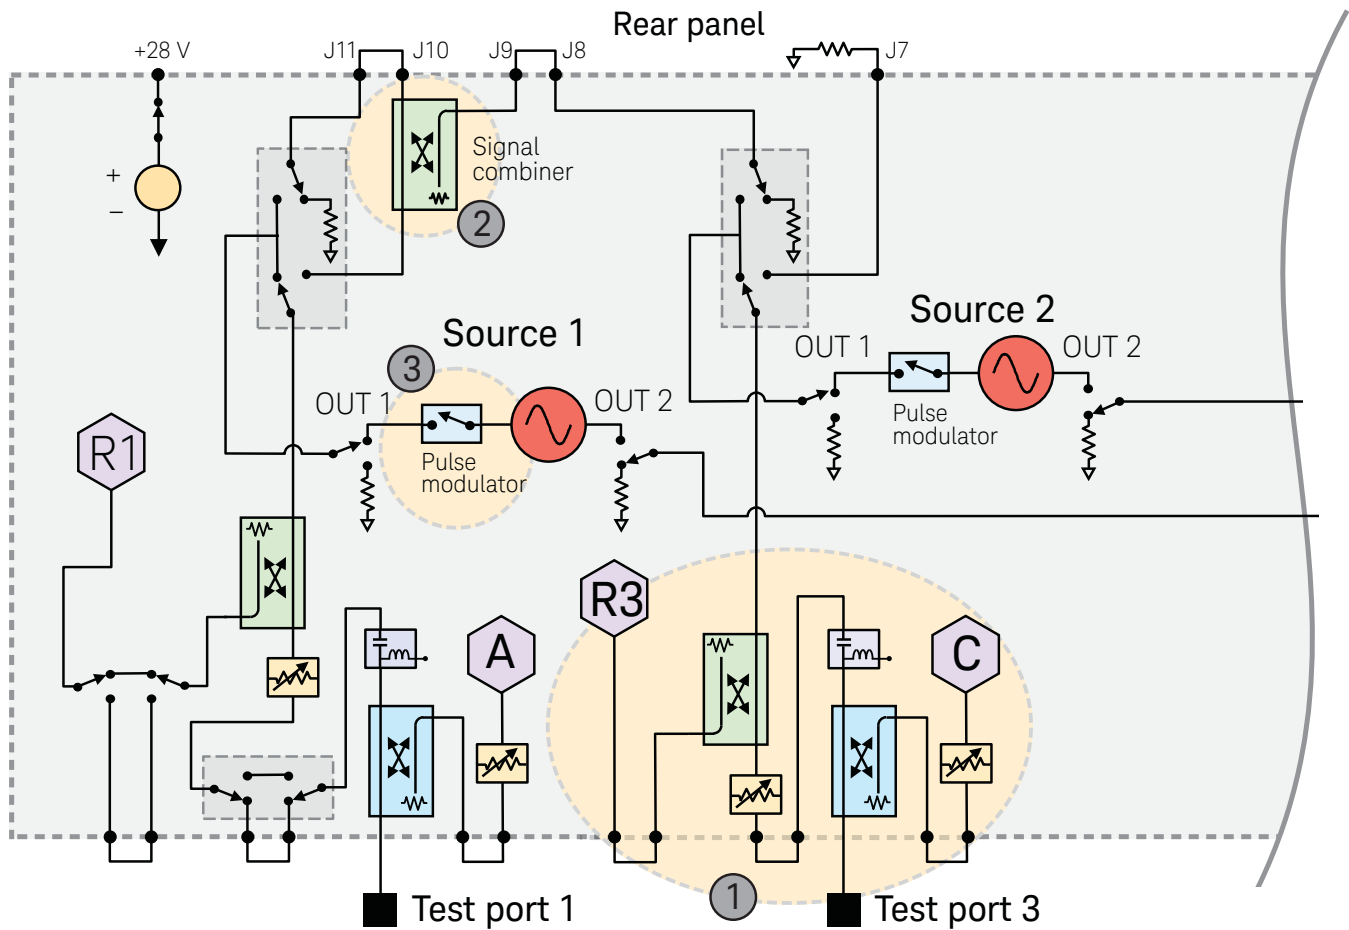 Rear panel
+28 V
J11
J10
J9
J8
J7
+
−
Signal
combiner
2
Source 1
3
OUT 1
OUT 2
Pulse
modulator
Source 2
OUT 1
OUT 2
Pulse
modulator
R1
R3
A
C
1
Test port 1
Test port 3